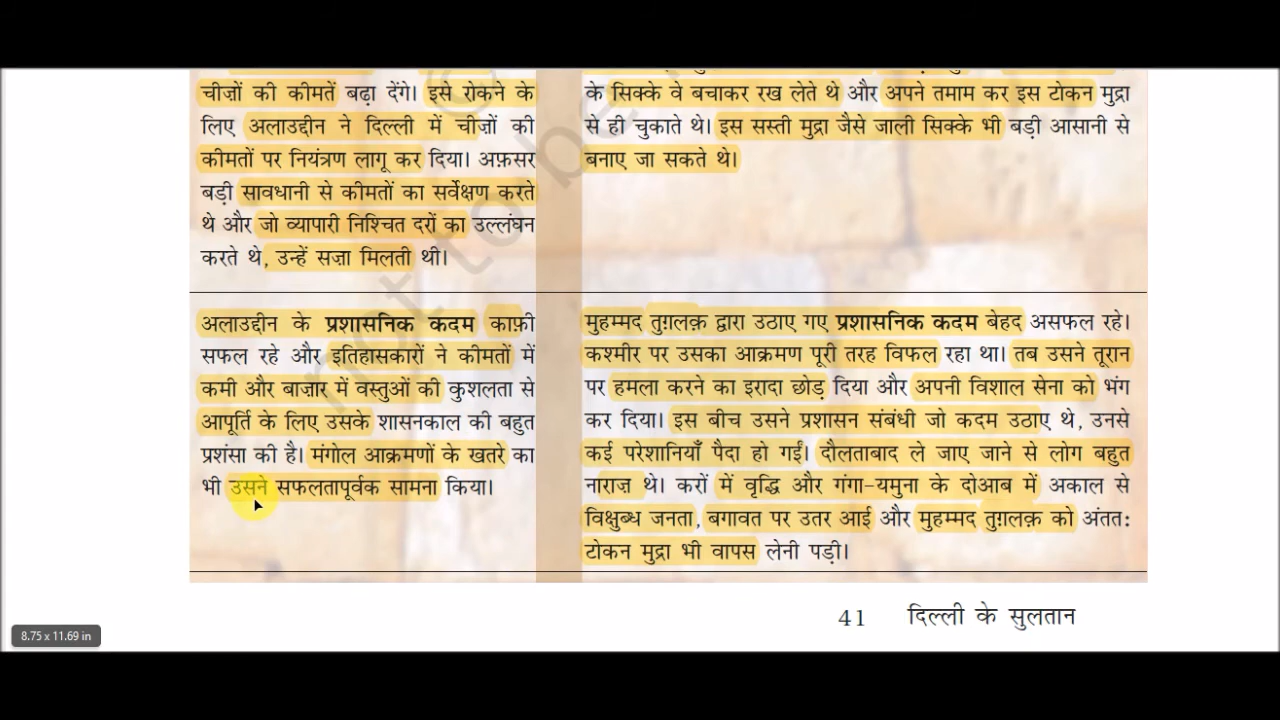 चीज़ों की कीमतें बढ़ा देंगे। इसे रोकने के
लिए अलाउद्दीन ने दिल्ली में चीज़ों की
कीमतों पर नियंत्रण लागू कर दिया। अफ़सर
बड़ी सावधानी से कीमतों का सर्वेक्षण करते
थे और जो व्यापारी निश्चित दरों का उल्लंघन
करते थे, उन्हें सज़ा मिलती थी।
के सिक्के वे बचाकर रख लेते थे और अपने तमाम कर इस टोकन मुद्रा
से ही चुकाते थे। इस सस्ती मुद्रा जैसे जाली सिक्के भी बड़ी आसानी से
बनाए जा सकते थे।
अलाउद्दीन के प्रशासनिक कदम काफ़ी
सफल रहे और इतिहासकारों ने कीमतों में
कमी और बाज़ार में वस्तुओं की कुशलता से
आपूर्ति के लिए उसके शासनकाल की बहुत
प्रशंसा की है। मंगोल आक्रमणों के खतरे का
भी उसने सफलतापूर्वक सामना किया।
मुहम्मद तुग़लक़ द्वारा उठाए गए प्रशासनिक कदम बेहद असफल रहे।
कश्मीर पर उसका आक्रमण पूरी तरह विफल रहा था। तब उसने तूरान
पर हमला करने का इरादा छोड़ दिया और अपनी विशाल सेना को भंग
कर दिया। इस बीच उसने प्रशासन संबंधी जो कदम उठाए थे, उनसे
कई परेशानियाँ पैदा हो गईं। दौलताबाद ले जाए जाने से लोग बहुत
नाराज थे। करों में वृद्धि और गंगा-यमुना के दोआब में अकाल से
विक्षुब्ध जनता, बगावत पर उतर आई और मुहम्मद तुग़लक़ को अंतत:
टोकन मुद्रा भी वापस लेनी पड़ी।
41 दिल्ली के सुलतान
8.75 x 11.69 in
not to be